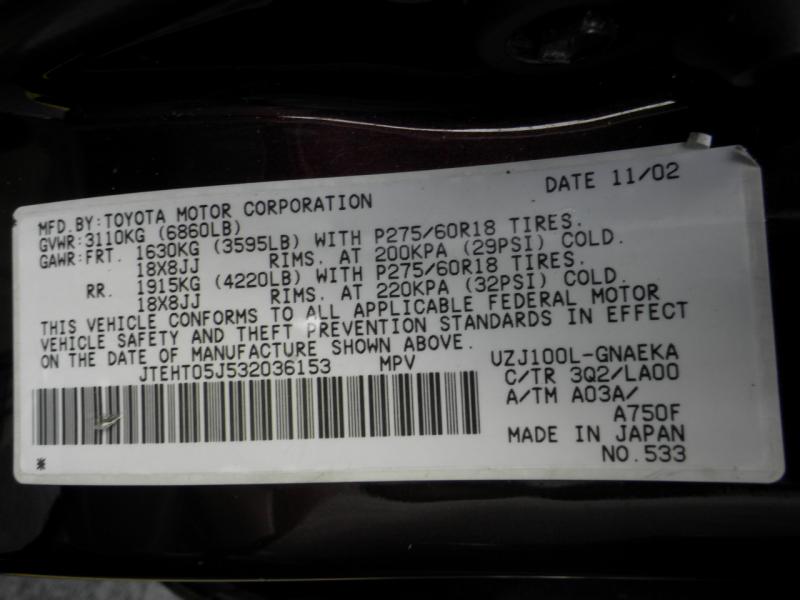 MFD.BY:TOYOTA MOTOR CORPORATION DATE 11/02
GVWR:3110KG (6860LB)
GAWR:FRT. 1630KG (3595LB) WITH P275/60R18 TIRES.
18X8JJ RIMS. AT 200KPA (29PSI) COLD.
RR. 1915KG (4220LB) WITH P275/60R18 TIRES.
18X8JJ RIMS. AT 220KPA (32PSI) COLD.
THIS VEHICLE CONFORMS TO ALL APPLICABLE FEDERAL MOTOR
VEHICLE SAFETY AND THEFT PREVENTION STANDARDS IN EFFECT
ON THE DATE OF MANUFACTURE SHOWN ABOVE.
JTEHT05J532036153 MPV UZJ100L-GNAEKA
C/TR 3Q2/LA00
A/TM A03A/
A750F
MADE IN JAPAN
* NO.533